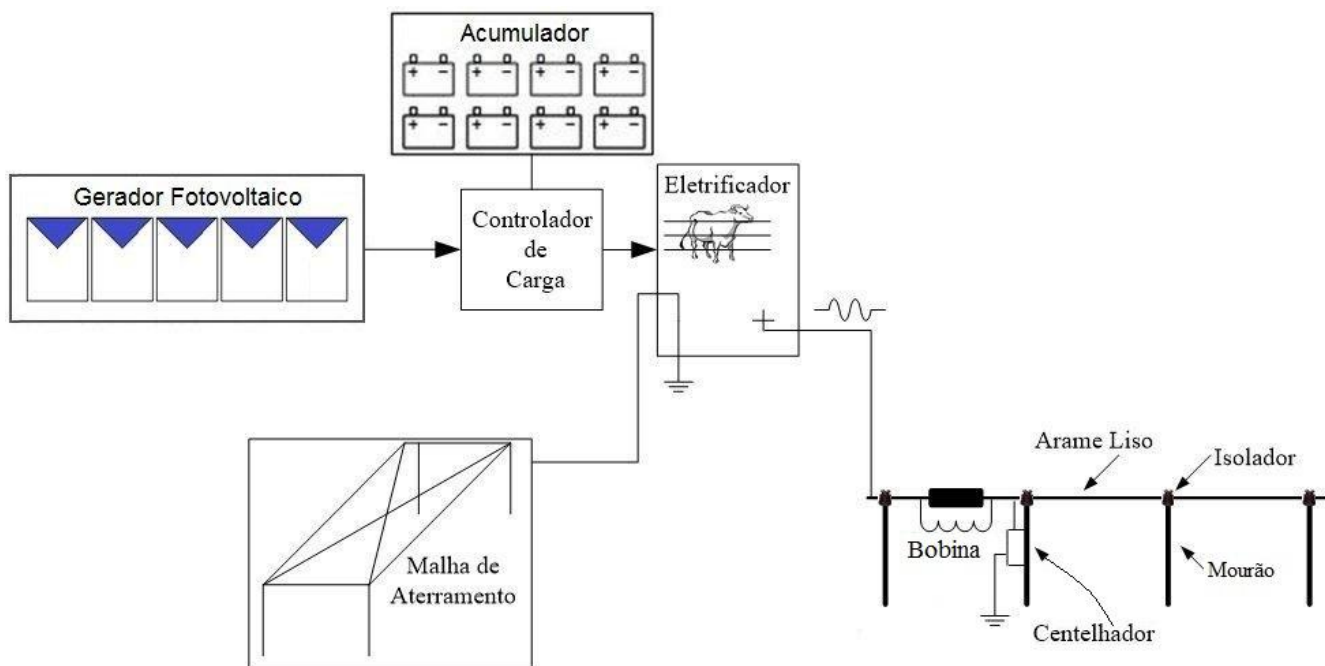 Acumulador
+ - + - + - + -
+ - + - + - + -
Gerador Fotovoltaico
Controlador
de
Carga
Eletrificador
+
Malha de
Aterramento
Arame Liso
Isolador
Bobina
Mourão
Centelhador